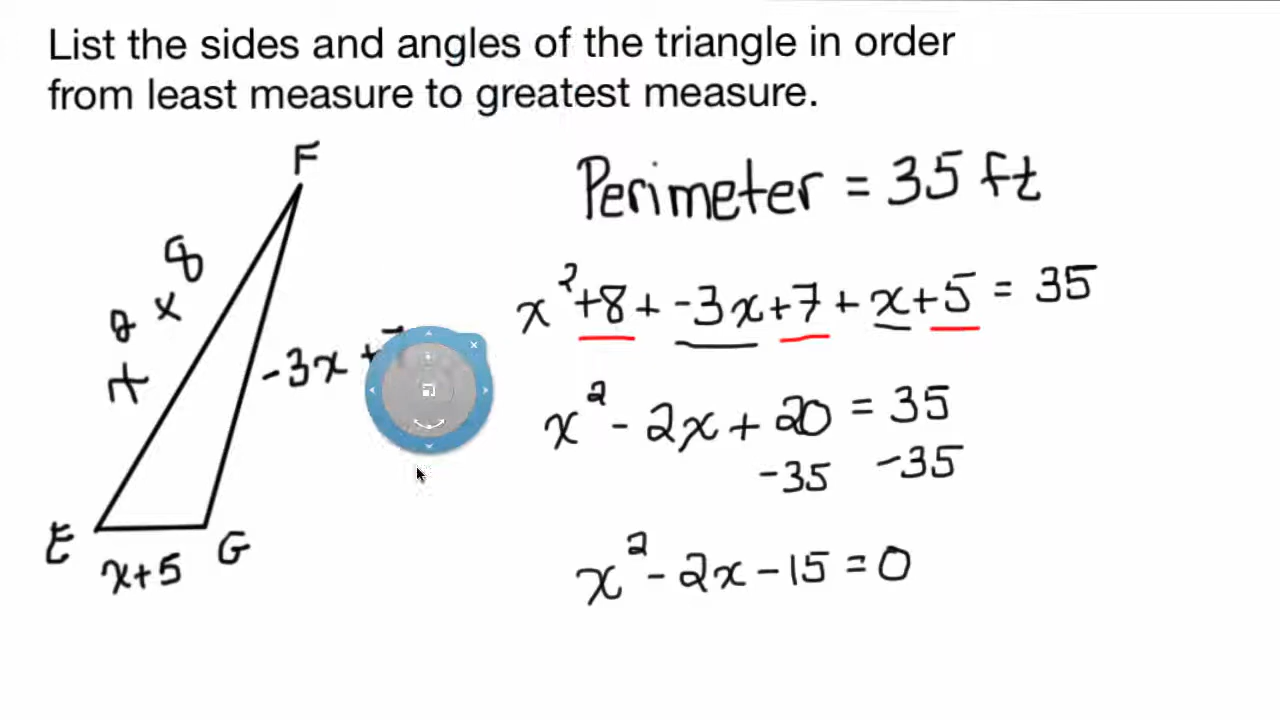 List the sides and angles of the triangle in order
from least measure to greatest measure.
F
Perimeter = 35 ft
8
x² + 8 + -3x + 7 + x + 5 = 35
x
2
-3x +
x² - 2x + 20 = 35
-35 -35
E
G
x+5
x² - 2x - 15 = 0